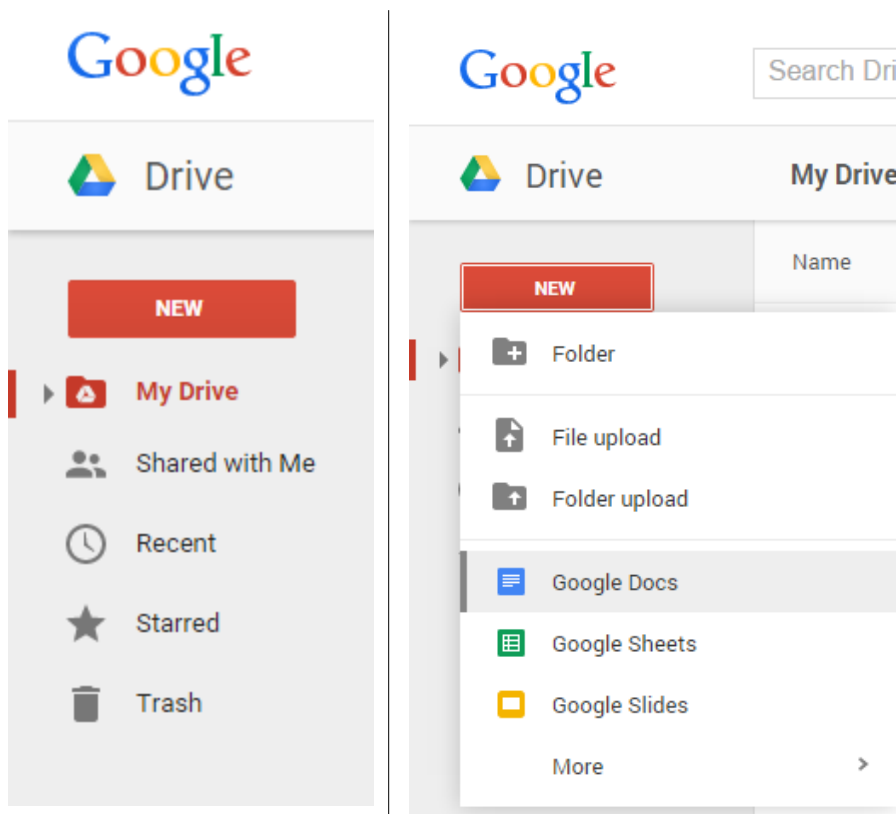 Google
Drive
NEW
My Drive
Shared with Me
Recent
Starred
Trash
Google
Search Dri
Drive
My Drive
NEW
Name
Folder
File upload
Folder upload
Google Docs
Google Sheets
Google Slides
More